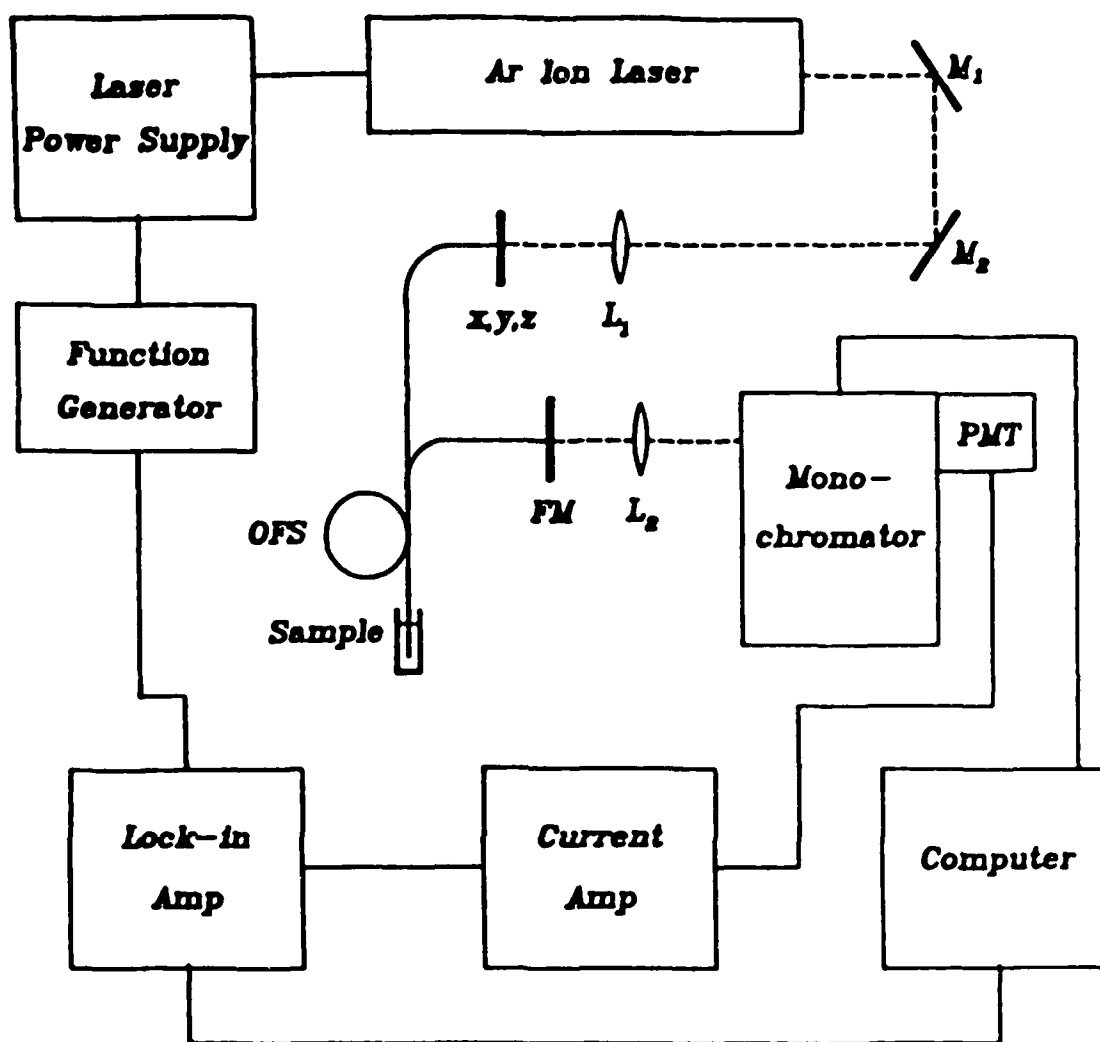 Laser
Power Supply
Ar Ion Laser
M₁
M₂
x,y,z
L₁
Function
Generator
PMT
Mono-
chromator
FM
L₂
OFS
Sample
Lock-in
Amp
Current
Amp
Computer